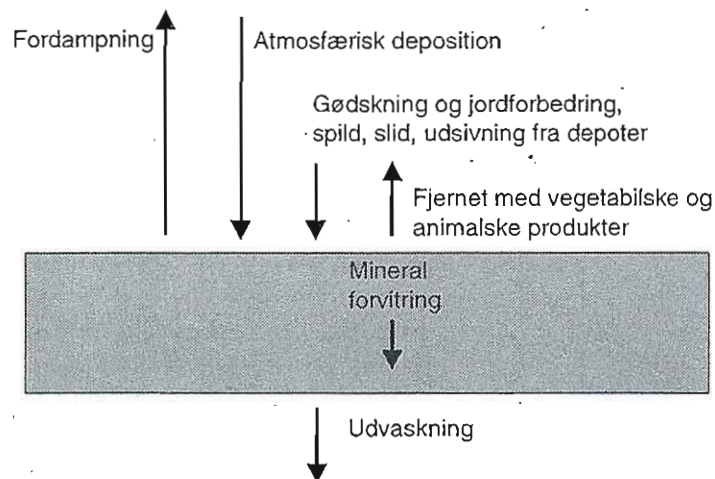 Fordampning
Atmosfærisk deposition
Gødskning og jordforbedring,
spild, slid, udsivning fra depoter
Fjernet med vegetabilske og
animalske produkter
Mineral
forvitring
Udvaskning